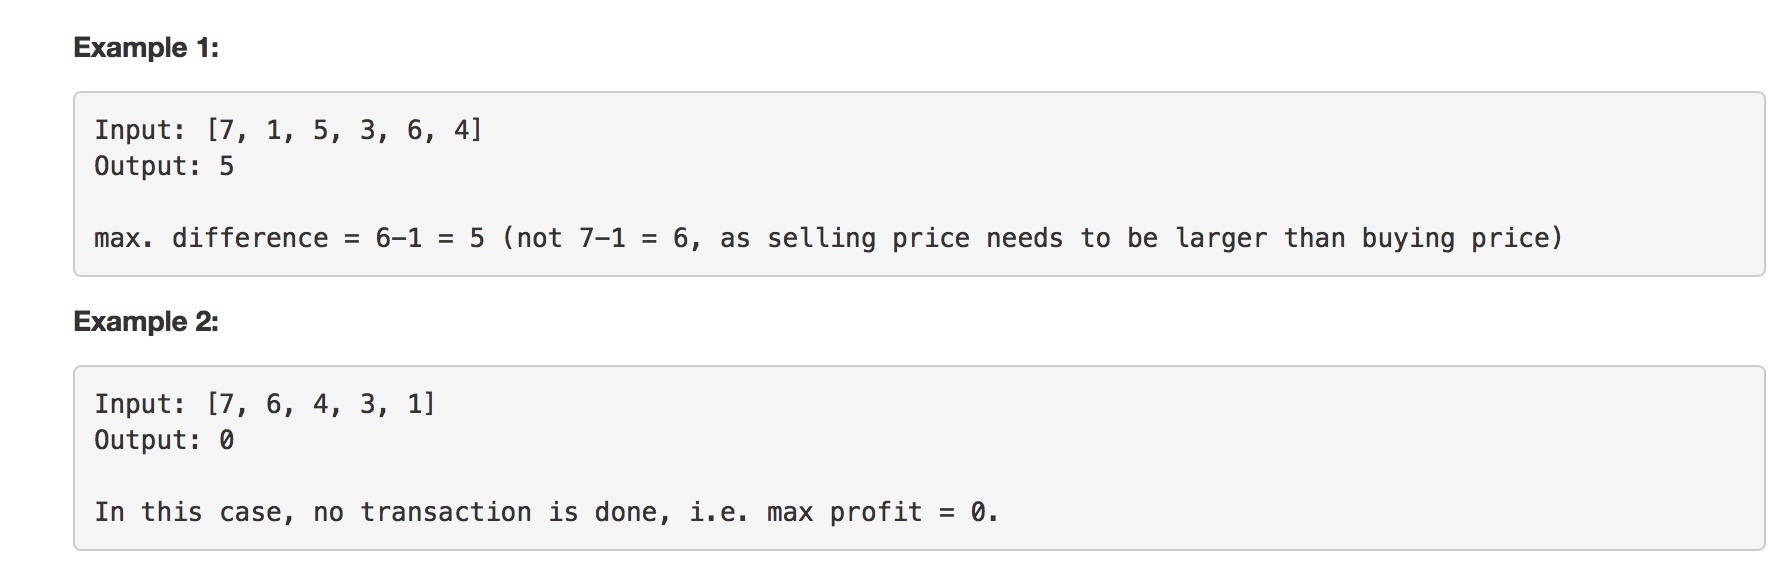 Example 1:
Input: [7, 1, 5, 3, 6, 4]
Output: 5
max. difference = 6-1 = 5 (not 7-1 = 6, as selling price needs to be larger than buying price)
Example 2:
Input: [7, 6, 4, 3, 1]
Output: 0
In this case, no transaction is done, i.e. max profit = 0.